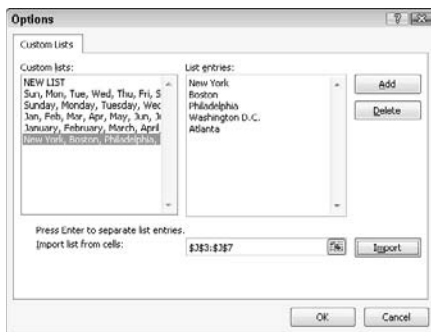 Options
Custom Lists
Custom lists:
List entries:
NEW LIST
Sun, Mon, Tue, Wed, Thu, Fri, S
Sunday, Monday, Tuesday, Wed
Jan, Feb, Mar, Apr, May, Jun, J
January, February, March, April
New York, Boston, Philadelphia,
New York
Boston
Philadelphia
Washington D.C.
Atlanta
Add
Delete
Press Enter to separate list entries.
Import list from cells:
$J$3:$J$7
Import
OK
Cancel